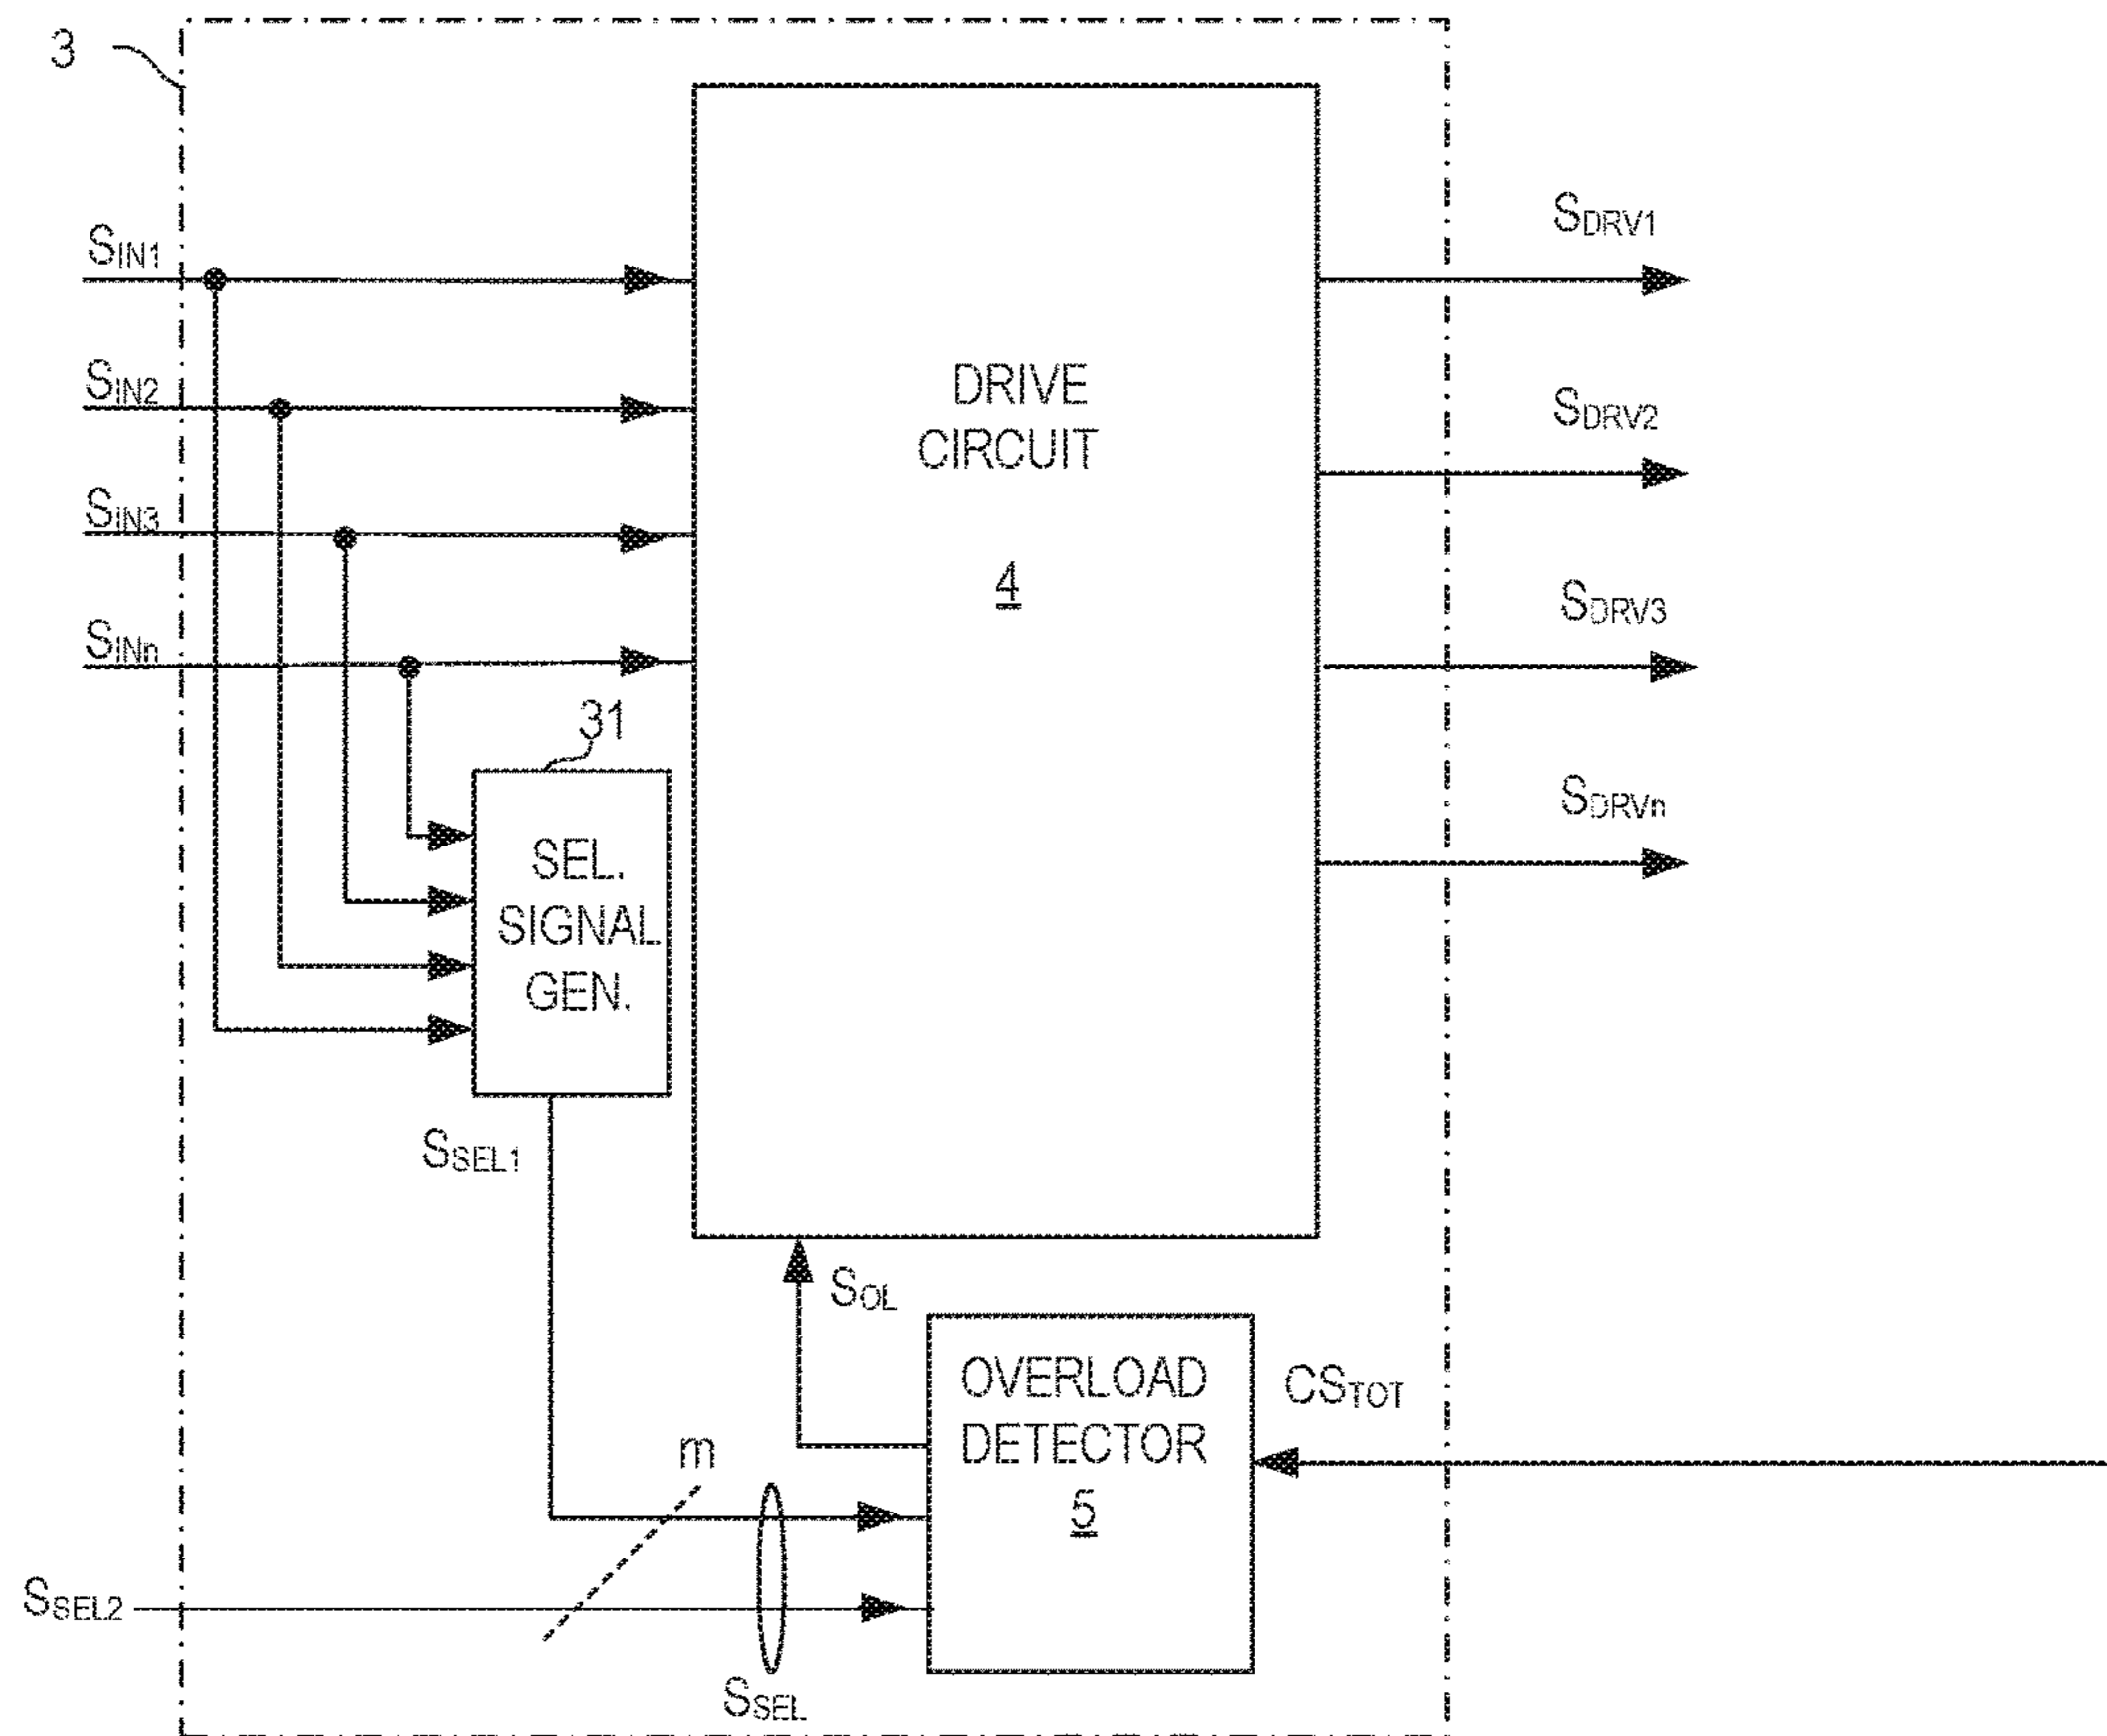 3
SIN1
SIN2
SIN3
SINn
DRIVE
CIRCUIT
4
SDRV1
SDRV2
SDRV3
SDRVn
31
SEL.
SIGNAL
GEN.
SSEL1
SOL
OVERLOAD
DETECTOR
5
CSTOT
m
SSEL2
SSEL